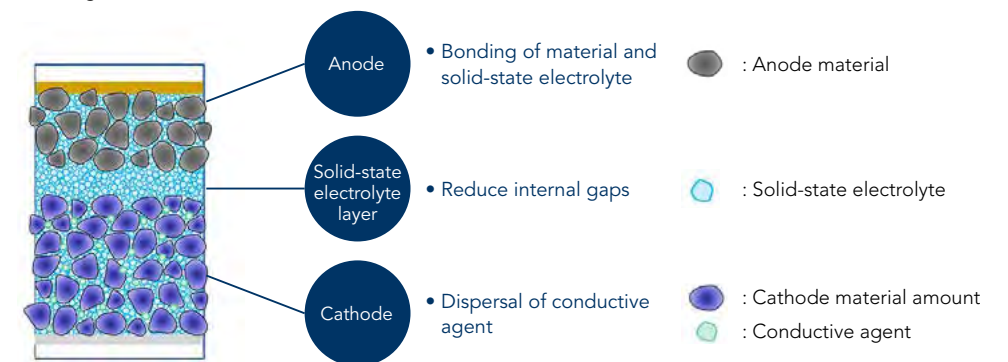 Anode
• Bonding of material and
solid-state electrolyte
: Anode material
Solid-state
electrolyte
layer
• Reduce internal gaps
: Solid-state electrolyte
Cathode
• Dispersal of conductive
agent
: Cathode material amount
: Conductive agent